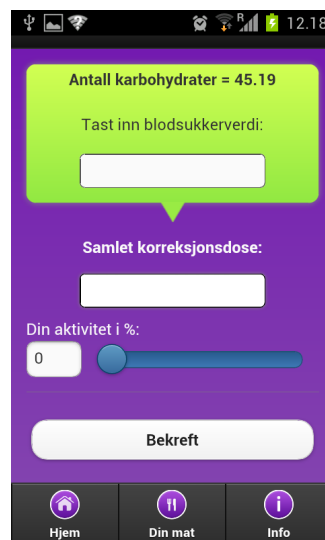 R 12.18
Antall karbohydrater = 45.19
Tast inn blodsukkerverdi:
Samlet korreksjonsdose:
Din aktivitet i %:
0
Bekreft
Hjem Din mat Info